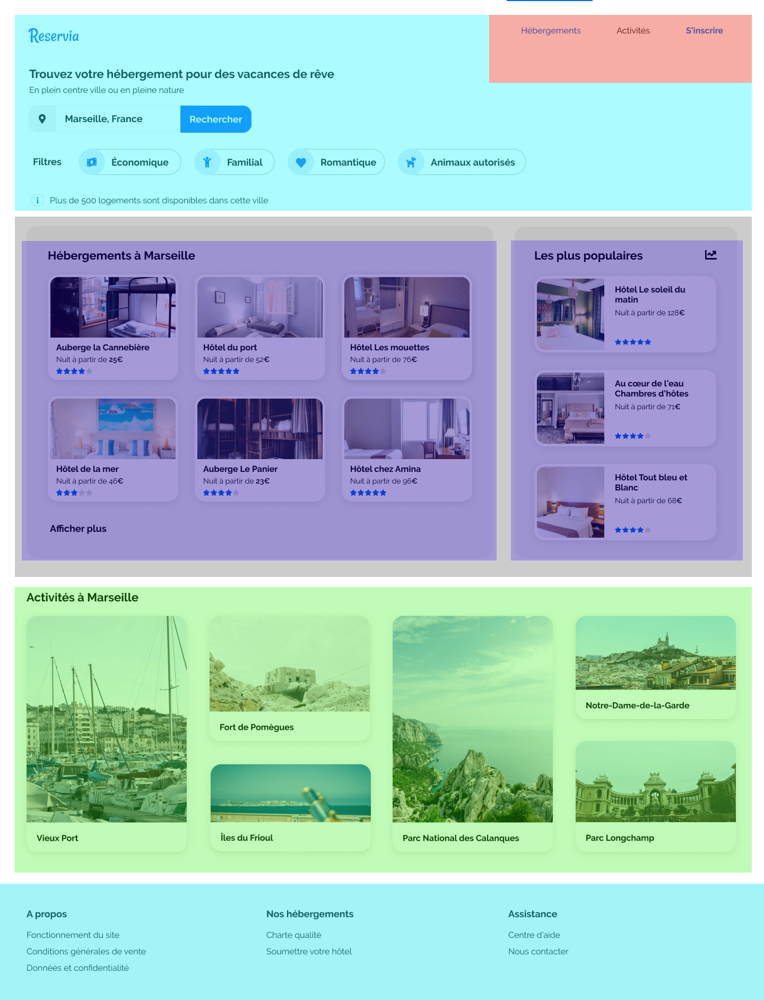 Reservia
Hébergements
Activités
S'inscrire
Trouvez votre hébergement pour des vacances de rêve
En plein centre ville ou en pleine nature
Marseille, France
Rechercher
Filtres
Économique
Familial
Romantique
Animaux autorisés
Plus de 500 logements sont disponibles dans cette ville
Hébergements à Marseille
Auberge la Cannebière
Nuit à partir de 25€
Hôtel du port
Nuit à partir de 52€
Hôtel Les mouettes
Nuit à partir de 76€
Hôtel de la mer
Nuit à partir de 46€
Auberge Le Panier
Nuit à partir de 23€
Hôtel chez Amina
Nuit à partir de 96€
Afficher plus
Les plus populaires
Hôtel Le soleil du
matin
Nuit à partir de 128€
Au cœur de l'eau
Chambres d'hôtes
Nuit à partir de 71€
Hôtel Tout bleu et
Blanc
Nuit à partir de 68€
Activités à Marseille
Vieux Port
Fort de Pomègues
Îles du Frioul
Parc National des Calanques
Notre-Dame-de-la-Garde
Parc Longchamp
A propos
Fonctionnement du site
Conditions générales de vente
Données et confidentialité
Nos hébergements
Charte qualité
Soumettre votre hôtel
Assistance
Centre d'aide
Nous contacter